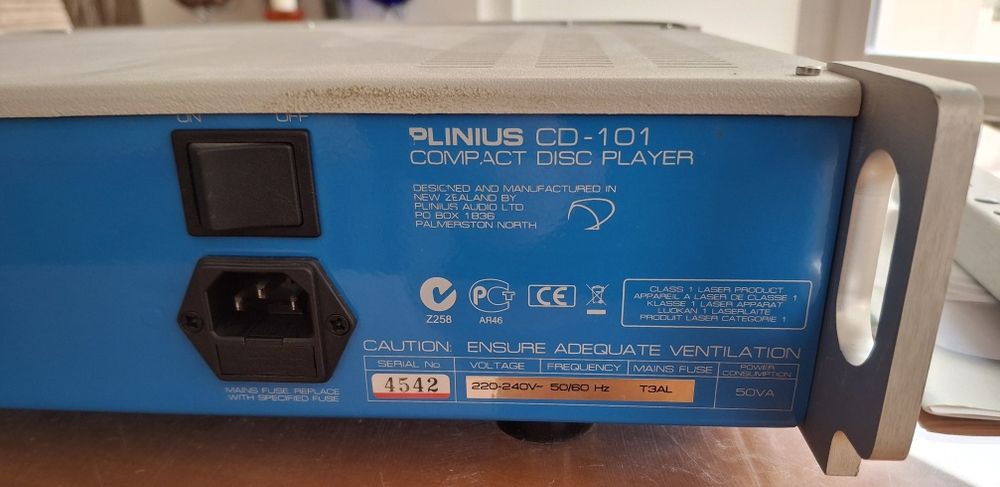 ON OFF
PLINIUS CD-101
COMPACT DISC PLAYER
DESIGNED AND MANUFACTURED IN
NEW ZEALAND BY
PLINIUS AUDIO LTD
PO BOX 1836
PALMERSTON NORTH
Z258
РСТ
АЯ46
CE
CLASS 1 LASER PRODUCT
APPAREIL A LASER DE CLASSE 1
KLASSE 1 LASER APPARAT
LUOKAN 1 LASERLAITE
PRODUIT LASER CATEGORIE 1
CAUTION: ENSURE ADEQUATE VENTILATION
SERIAL No. VOLTAGE FREQUENCY MAINS FUSE POWER CONSUMPTION
4542 220-240V~ 50/60 Hz T3AL 50VA
MAINS FUSE. REPLACE
WITH SPECIFIED FUSE